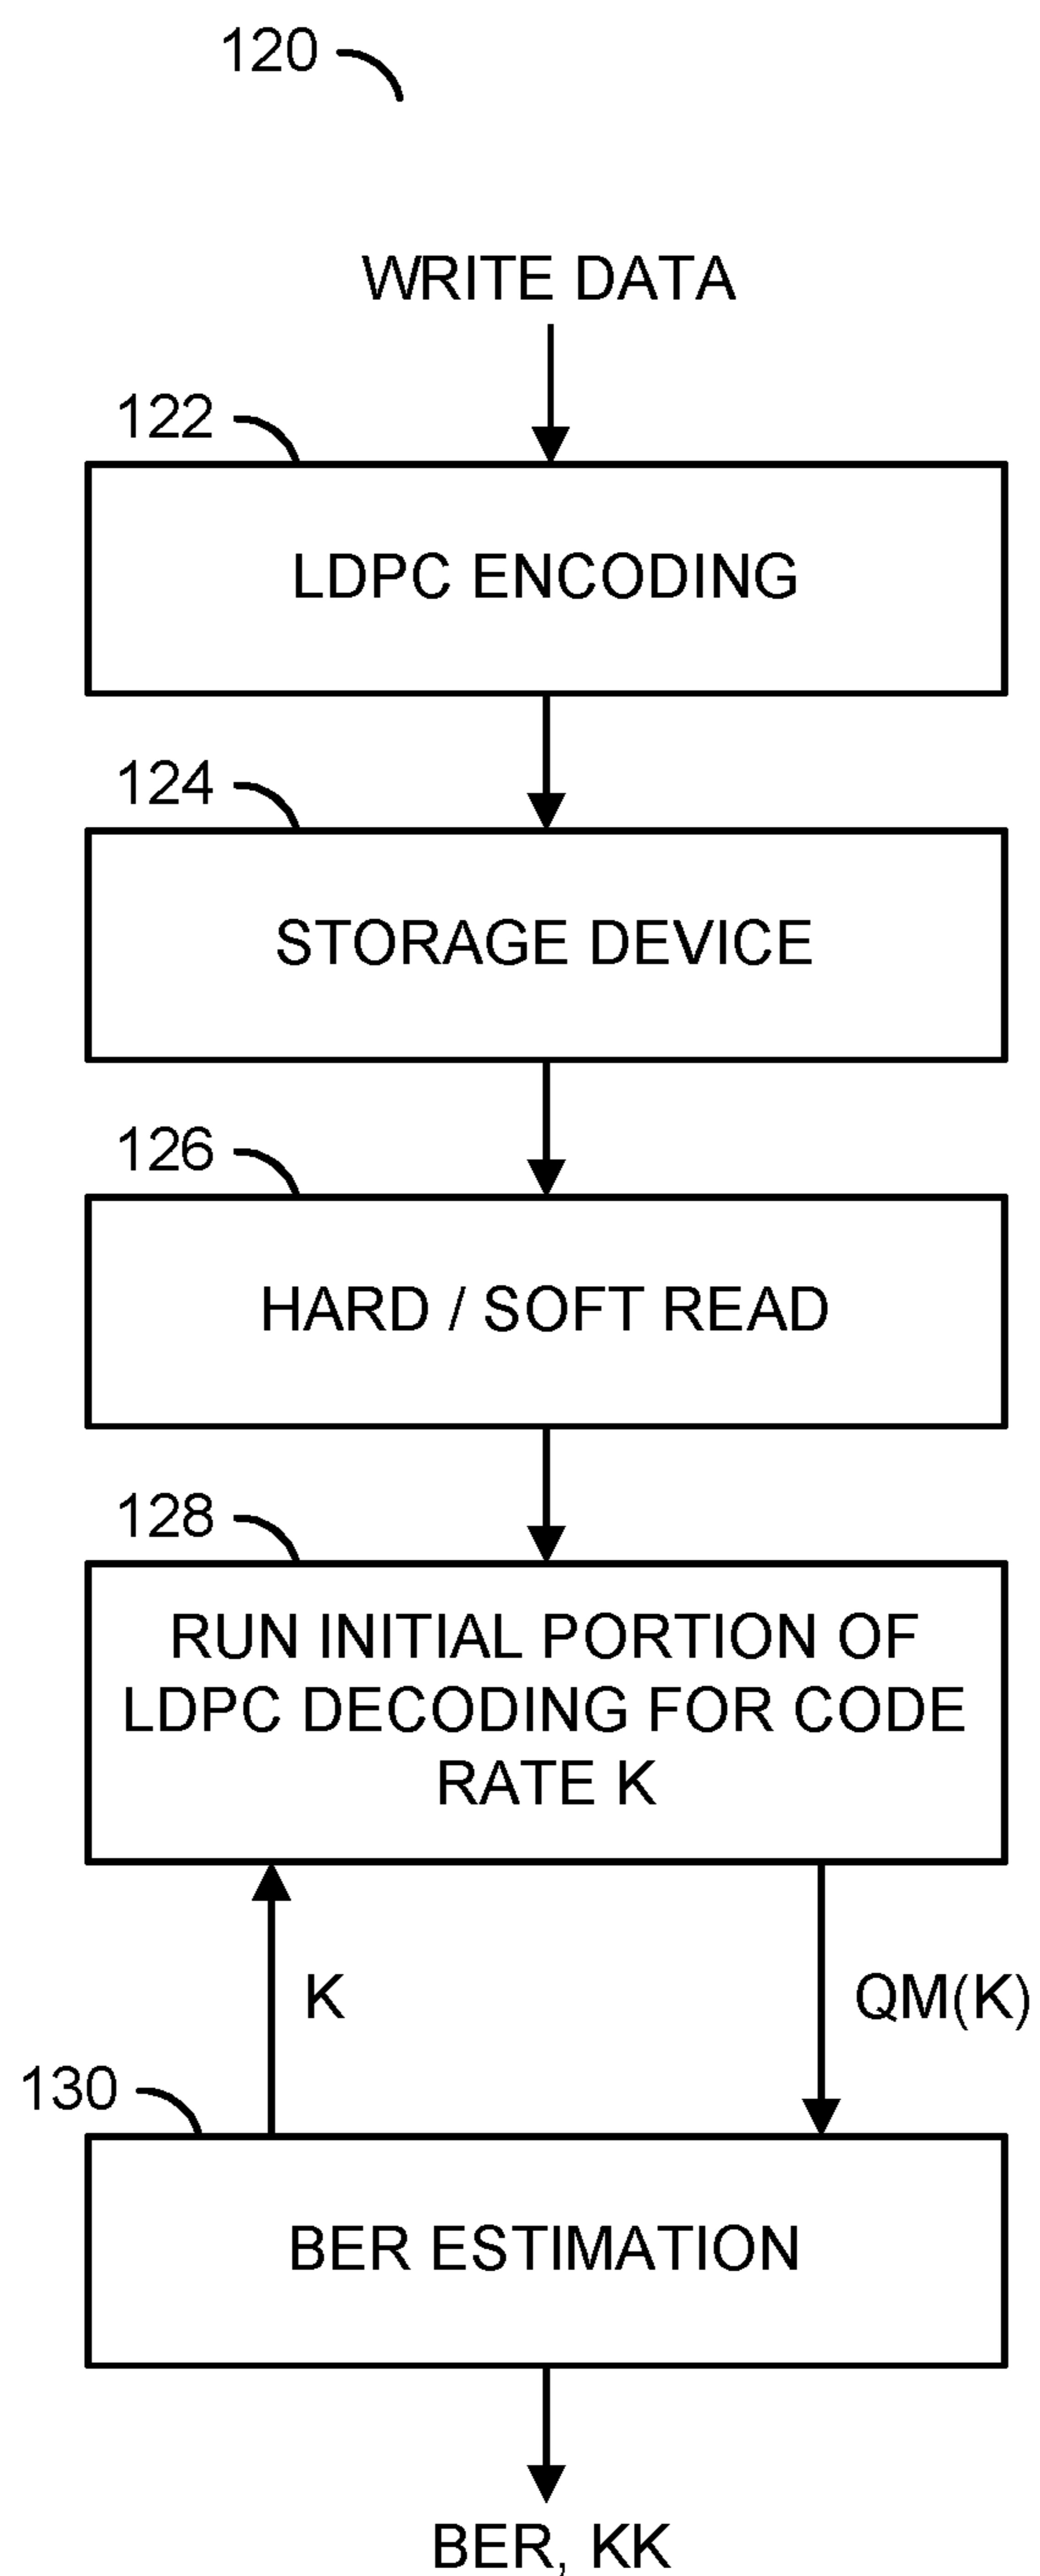 120
WRITE DATA
122
LDPC ENCODING
124
STORAGE DEVICE
126
HARD / SOFT READ
128
RUN INITIAL PORTION OF
LDPC DECODING FOR CODE
RATE K
K
QM(K)
130
BER ESTIMATION
BER, KK